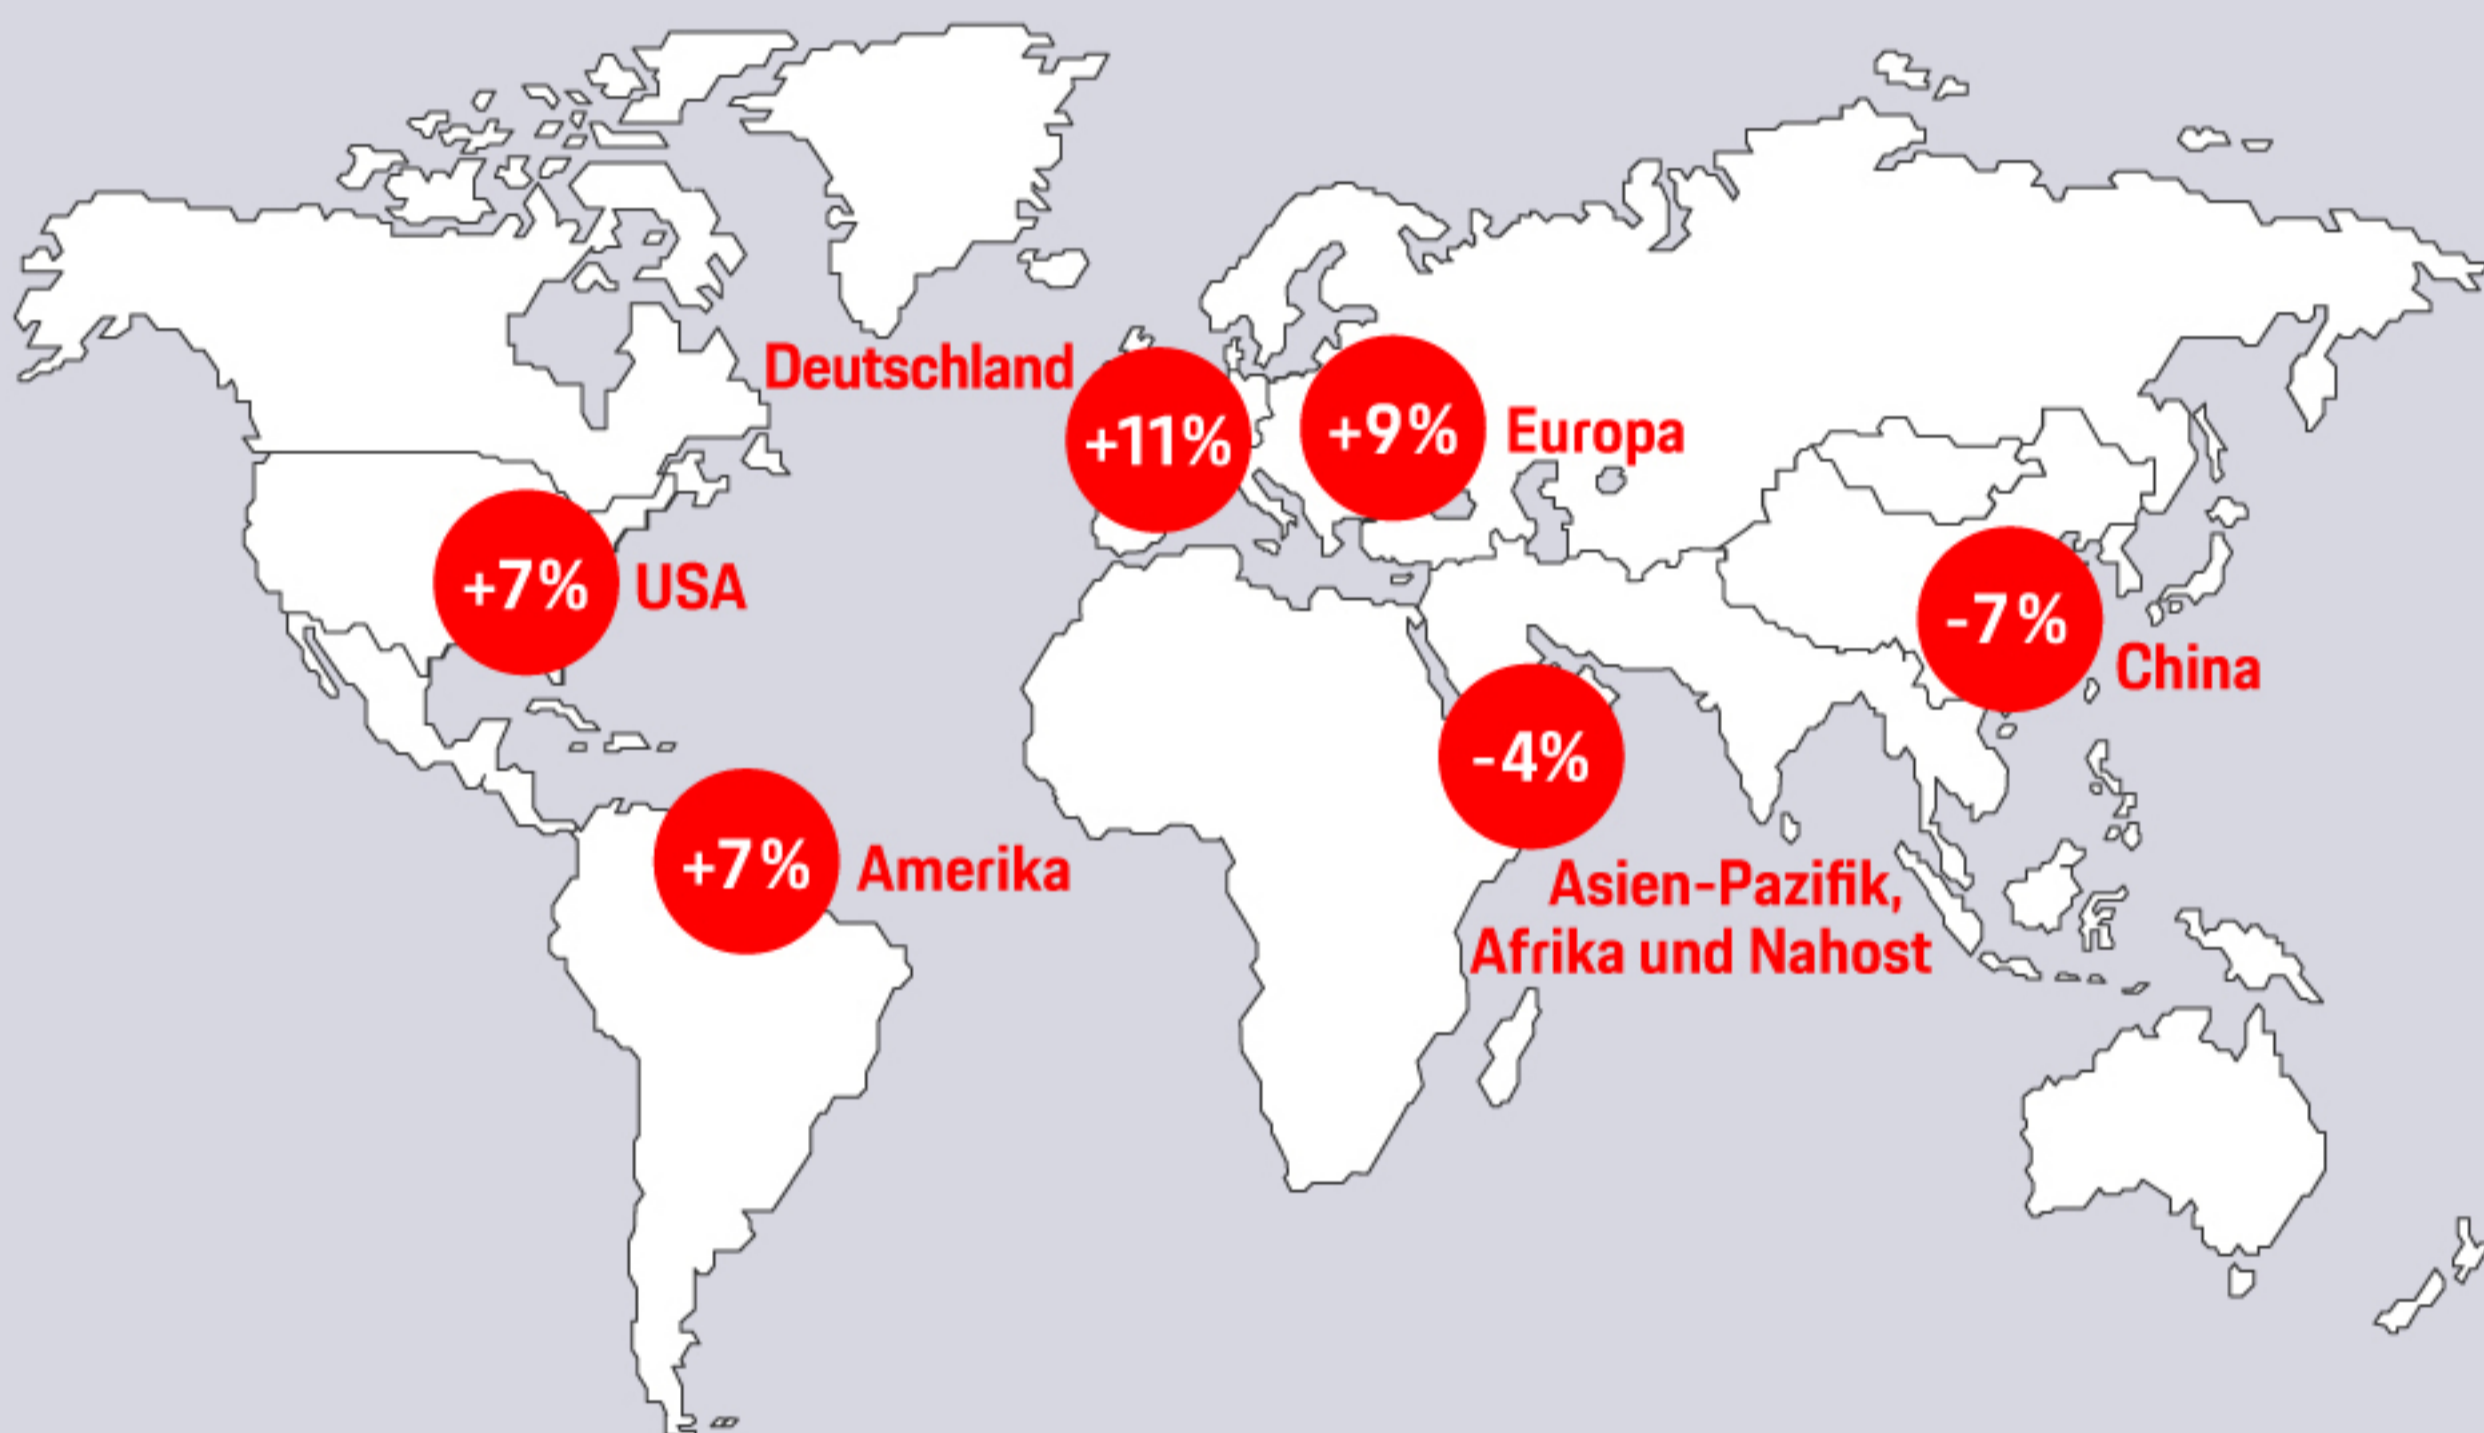 Deutschland
+11%
+9%
Europa
+7%
USA
-7%
China
-4%
Asien-Pazifik,
Afrika und Nahost
+7%
Amerika